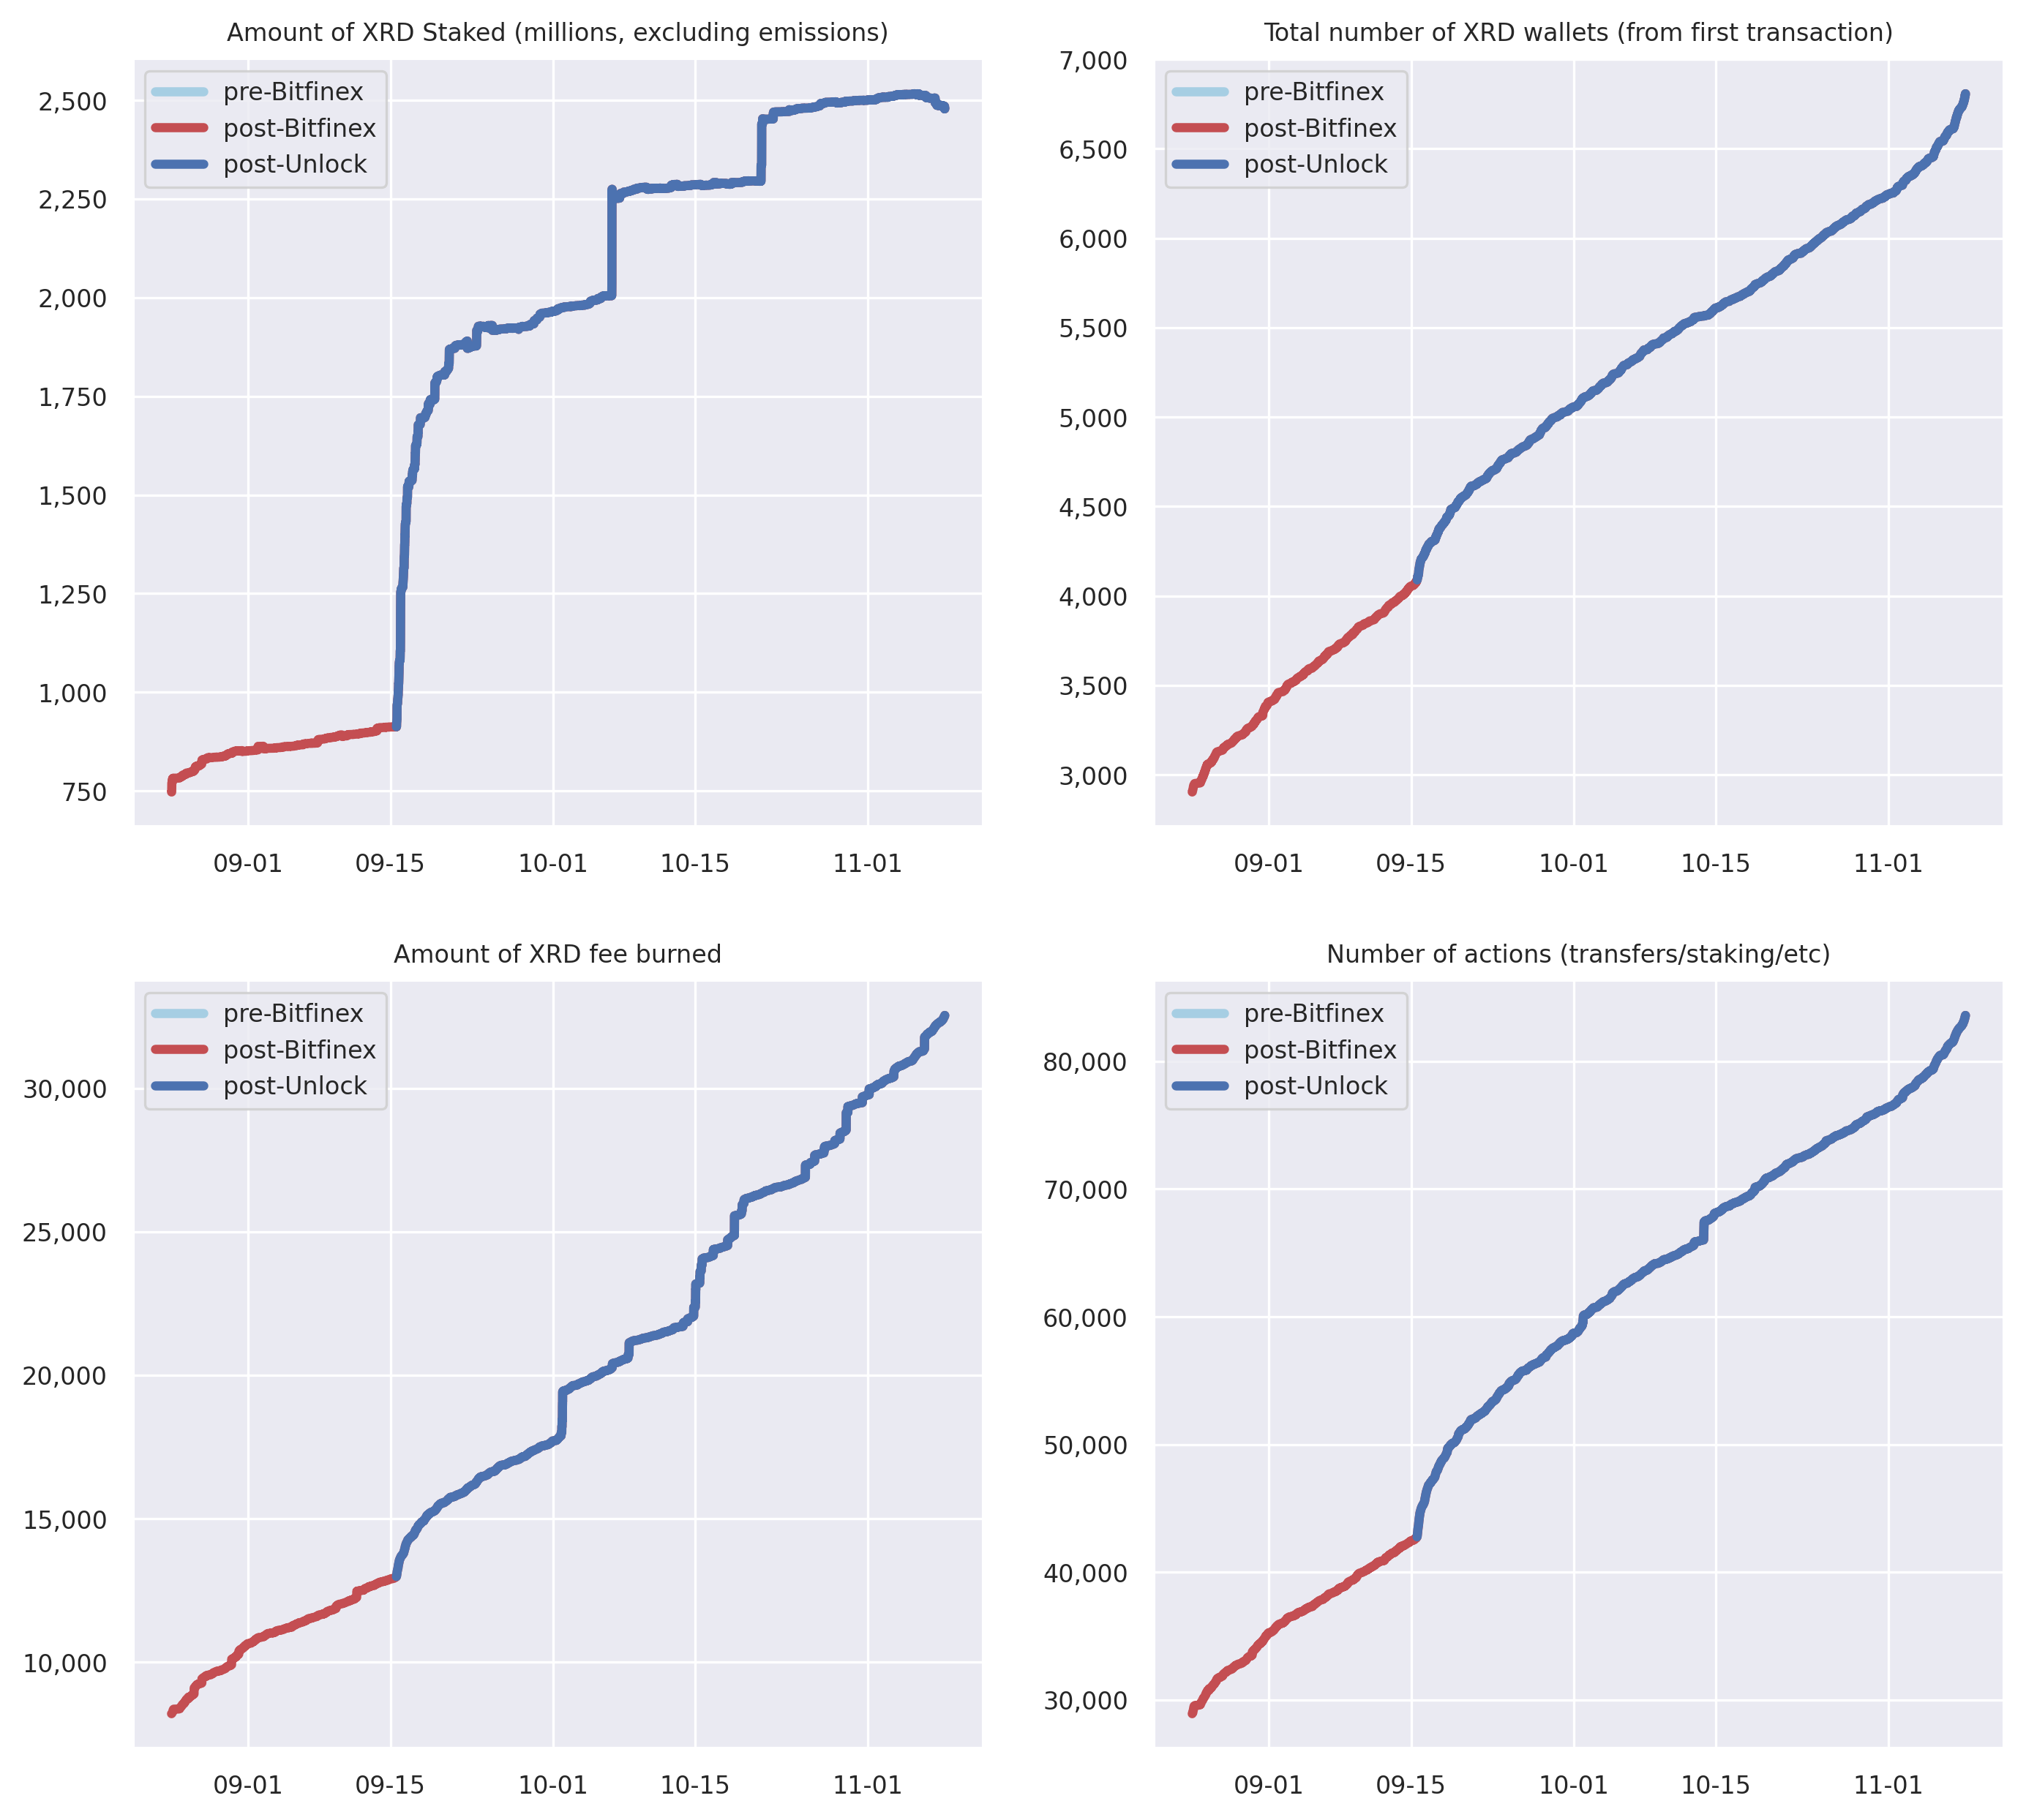 Amount of XRD Staked (millions, excluding emissions)
pre-Bitfinex
post-Bitfinex
post-Unlock
2,500
2,250
2,000
1,750
1,500
1,250
1,000
750
09-01 09-15 10-01 10-15 11-01
Total number of XRD wallets (from first transaction)
pre-Bitfinex
post-Bitfinex
post-Unlock
7,000
6,500
6,000
5,500
5,000
4,500
4,000
3,500
3,000
09-01 09-15 10-01 10-15 11-01
Amount of XRD fee burned
pre-Bitfinex
post-Bitfinex
post-Unlock
30,000
25,000
20,000
15,000
10,000
09-01 09-15 10-01 10-15 11-01
Number of actions (transfers/staking/etc)
pre-Bitfinex
post-Bitfinex
post-Unlock
80,000
70,000
60,000
50,000
40,000
30,000
09-01 09-15 10-01 10-15 11-01